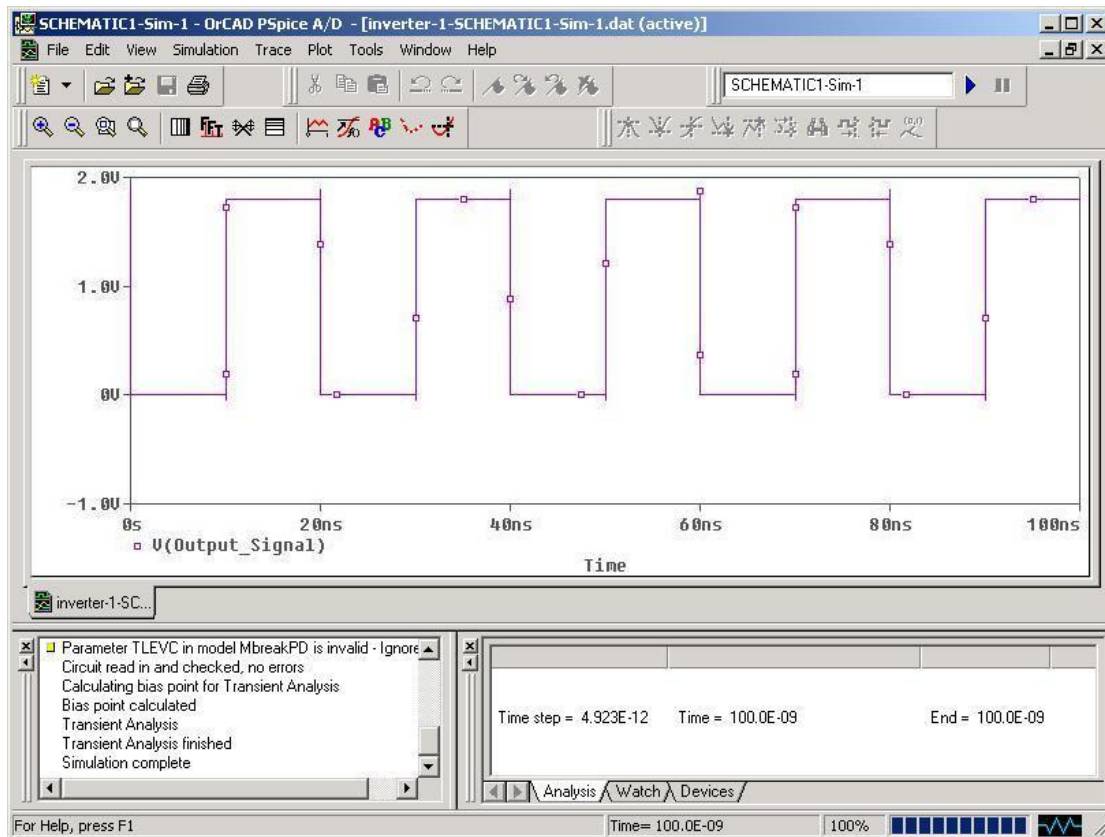 SCHEMATIC1-Sim-1 - OrCAD PSpice A/D - [inverter-1-SCHEMATIC1-Sim-1.dat (active)]
File Edit View Simulation Trace Plot Tools Window Help
SCHEMATIC1-Sim-1
2.0V
1.0V
0V
-1.0V
0s 20ns 40ns 60ns 80ns 100ns
V(Output_Signal)
Time
inverter-1-SC...
Parameter TLEVC in model MbreakPD is invalid - Ignore
Circuit read in and checked, no errors
Calculating bias point for Transient Analysis
Bias point calculated
Transient Analysis
Transient Analysis finished
Simulation complete
Time step = 4.923E-12 Time = 100.0E-09 End = 100.0E-09
Analysis Watch Devices
For Help, press F1 Time= 100.0E-09 100%